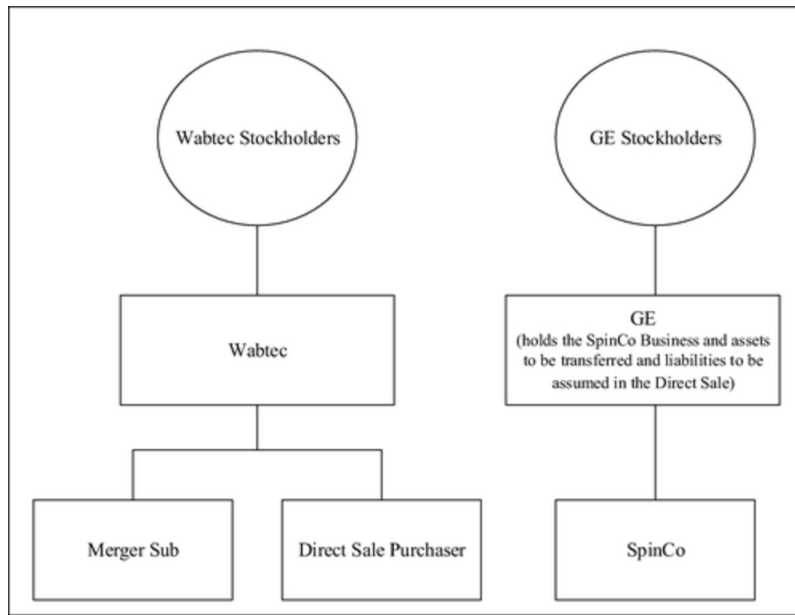 Wabtec Stockholders
GE Stockholders
Wabtec
GE
(holds the SpinCo Business and assets
to be transferred and liabilities to be
assumed in the Direct Sale)
Merger Sub
Direct Sale Purchaser
SpinCo